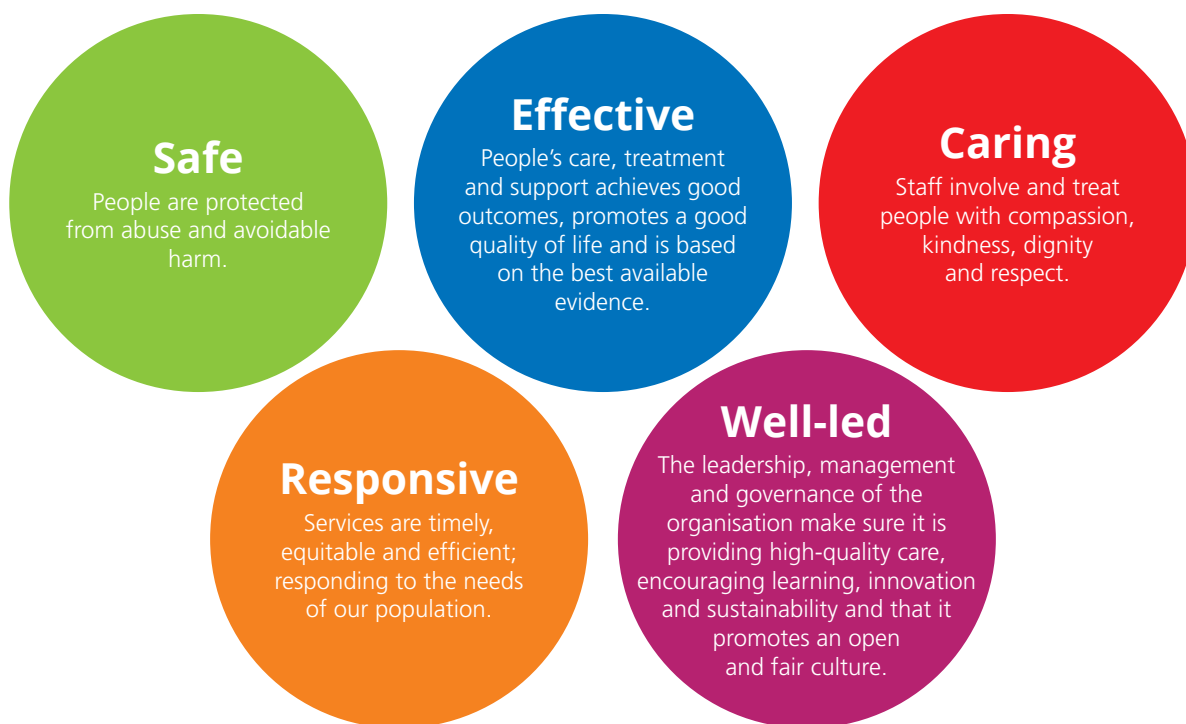 Safe
People are protected
from abuse and avoidable
harm.
Effective
People’s care, treatment
and support achieves good
outcomes, promotes a good
quality of life and is based
on the best available
evidence.
Caring
Staff involve and treat
people with compassion,
kindness, dignity
and respect.
Responsive
Services are timely,
equitable and efficient;
responding to the needs
of our population.
Well-led
The leadership, management
and governance of the
organisation make sure it is
providing high-quality care,
encouraging learning, innovation
and sustainability and that it
promotes an open
and fair culture.